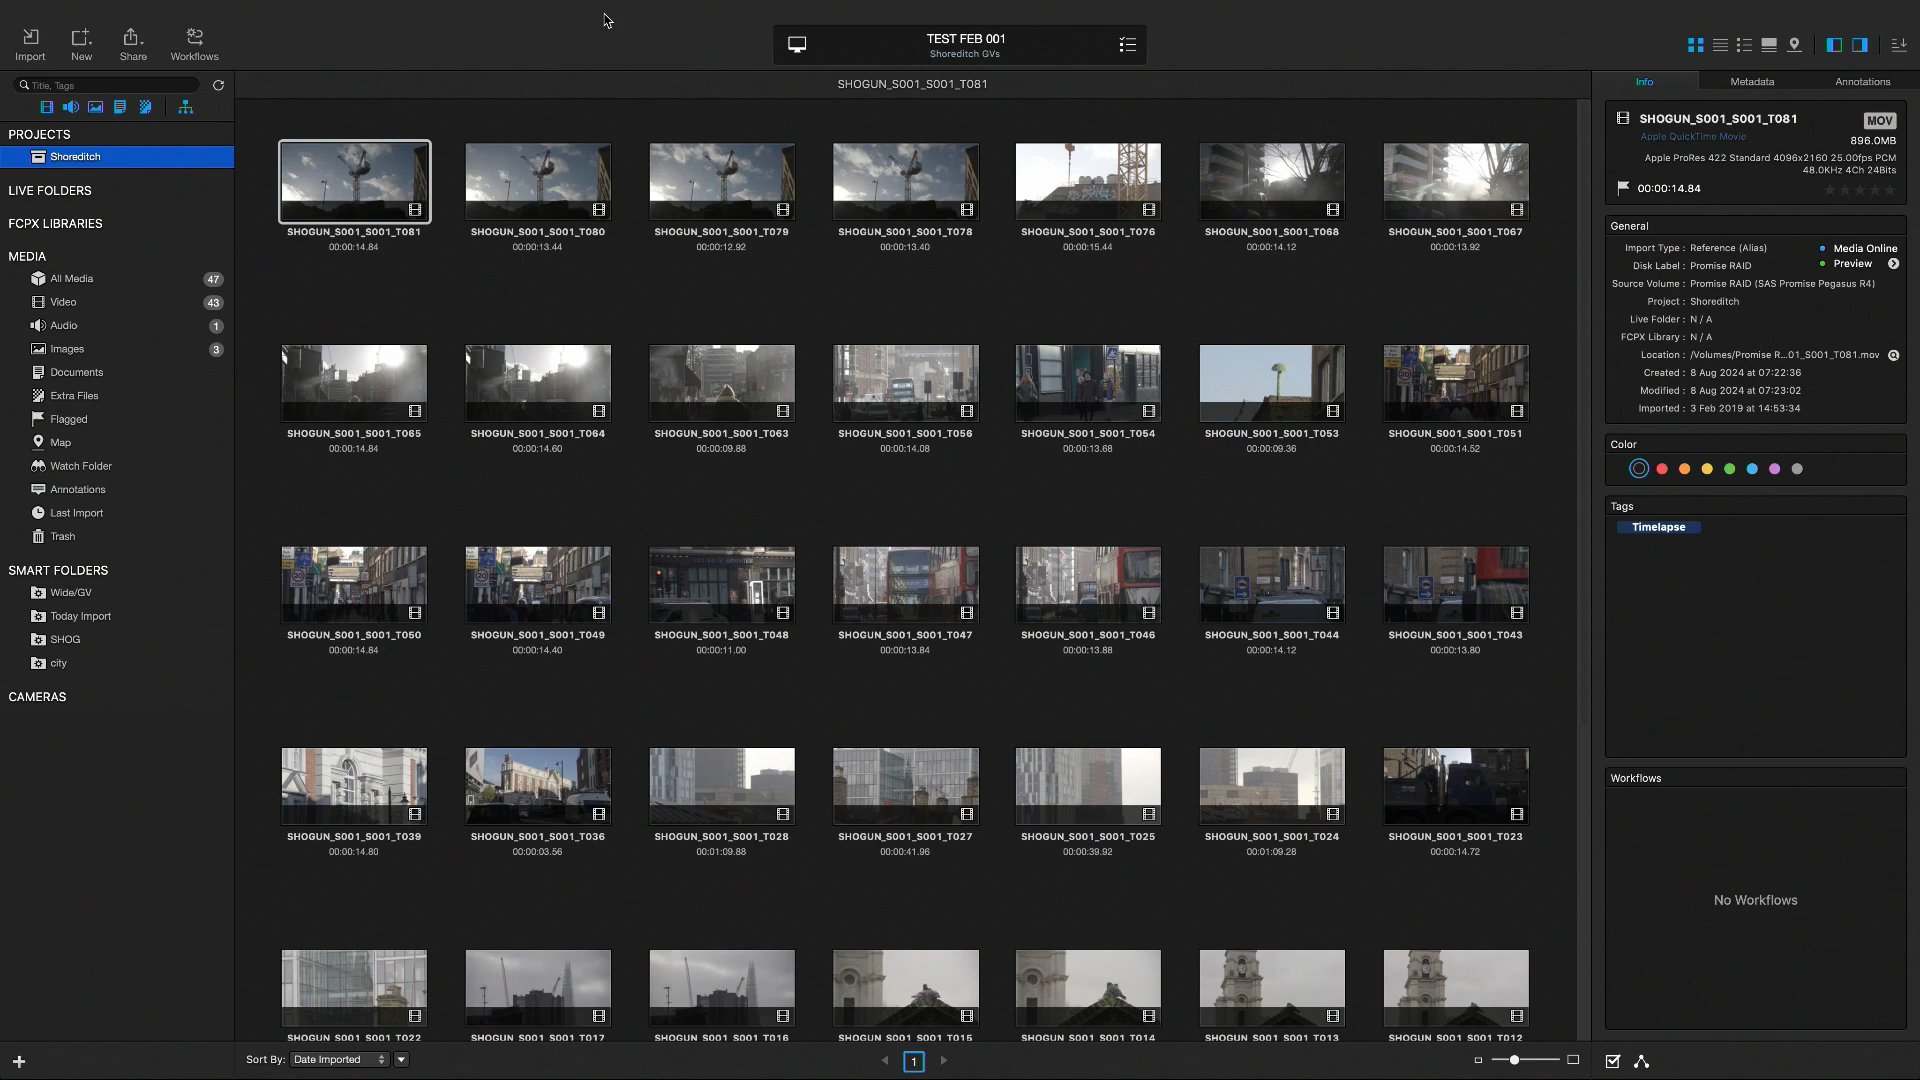 Import
New
Share
Workflows
TEST FEB 001
Shoreditch GVs
Title, Tags
SHOGUN_S001_S001_T081
Info
Metadata
Annotations
PROJECTS
Shoreditch
LIVE FOLDERS
FCPX LIBRARIES
MEDIA
All Media 47
Video 43
Audio 1
Images 3
Documents
Extra Files
Flagged
Map
Watch Folder
Annotations
Last Import
Trash
SMART FOLDERS
Wide/GV
Today Import
SHOG
city
CAMERAS
SHOGUN_S001_S001_T081
00:00:14.84
SHOGUN_S001_S001_T080
00:00:13.44
SHOGUN_S001_S001_T079
00:00:12.92
SHOGUN_S001_S001_T078
00:00:13.40
SHOGUN_S001_S001_T076
00:00:15.44
SHOGUN_S001_S001_T068
00:00:14.12
SHOGUN_S001_S001_T067
00:00:13.92
SHOGUN_S001_S001_T065
00:00:14.84
SHOGUN_S001_S001_T064
00:00:14.60
SHOGUN_S001_S001_T063
00:00:09.88
SHOGUN_S001_S001_T056
00:00:14.08
SHOGUN_S001_S001_T054
00:00:13.68
SHOGUN_S001_S001_T053
00:00:09.36
SHOGUN_S001_S001_T051
00:00:14.52
SHOGUN_S001_S001_T050
00:00:14.84
SHOGUN_S001_S001_T049
00:00:14.40
SHOGUN_S001_S001_T048
00:00:11.00
SHOGUN_S001_S001_T047
00:00:13.84
SHOGUN_S001_S001_T046
00:00:13.88
SHOGUN_S001_S001_T044
00:00:14.12
SHOGUN_S001_S001_T043
00:00:13.80
SHOGUN_S001_S001_T039
00:00:14.80
SHOGUN_S001_S001_T036
00:00:03.56
SHOGUN_S001_S001_T028
00:01:09.88
SHOGUN_S001_S001_T027
00:00:41.96
SHOGUN_S001_S001_T025
00:00:39.92
SHOGUN_S001_S001_T024
00:01:09.28
SHOGUN_S001_S001_T023
00:00:14.72
SHOGUN_S001_S001_T022
SHOGUN_S001_S001_T017
SHOGUN_S001_S001_T016
SHOGUN_S001_S001_T015
SHOGUN_S001_S001_T014
SHOGUN_S001_S001_T013
SHOGUN_S001_S001_T012
Sort By: Date Imported
1
SHOGUN_S001_S001_T081
MOV
Apple QuickTime Movie
896.0MB
Apple ProRes 422 Standard 4096x2160 25.00fps PCM
48.0KHz 4Ch 24Bits
00:00:14.84
General
Import Type : Reference (Alias)
Media Online
Disk Label : Promise RAID
Preview
Source Volume : Promise RAID (SAS Promise Pegasus R4)
Project : Shoreditch
Live Folder : N / A
FCPX Library : N / A
Location : /Volumes/Promise R...01_S001_T081.mov
Created : 8 Aug 2024 at 07:22:36
Modified : 8 Aug 2024 at 07:23:02
Imported : 3 Feb 2019 at 14:53:34
Color
Tags
Timelapse
Workflows
No Workflows